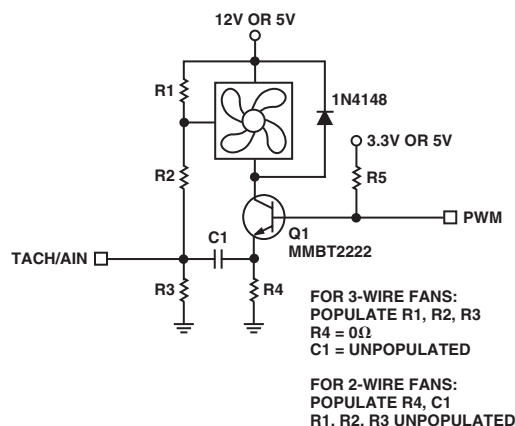 12V OR 5V
R1
1N4148
3.3V OR 5V
R2
R5
PWM
Q1
MMBT2222
C1
TACH/AIN
R3
R4
FOR 3-WIRE FANS:
POPULATE R1, R2, R3
R4 = 0Ω
C1 = UNPOPULATED
FOR 2-WIRE FANS:
POPULATE R4, C1
R1, R2, R3 UNPOPULATED